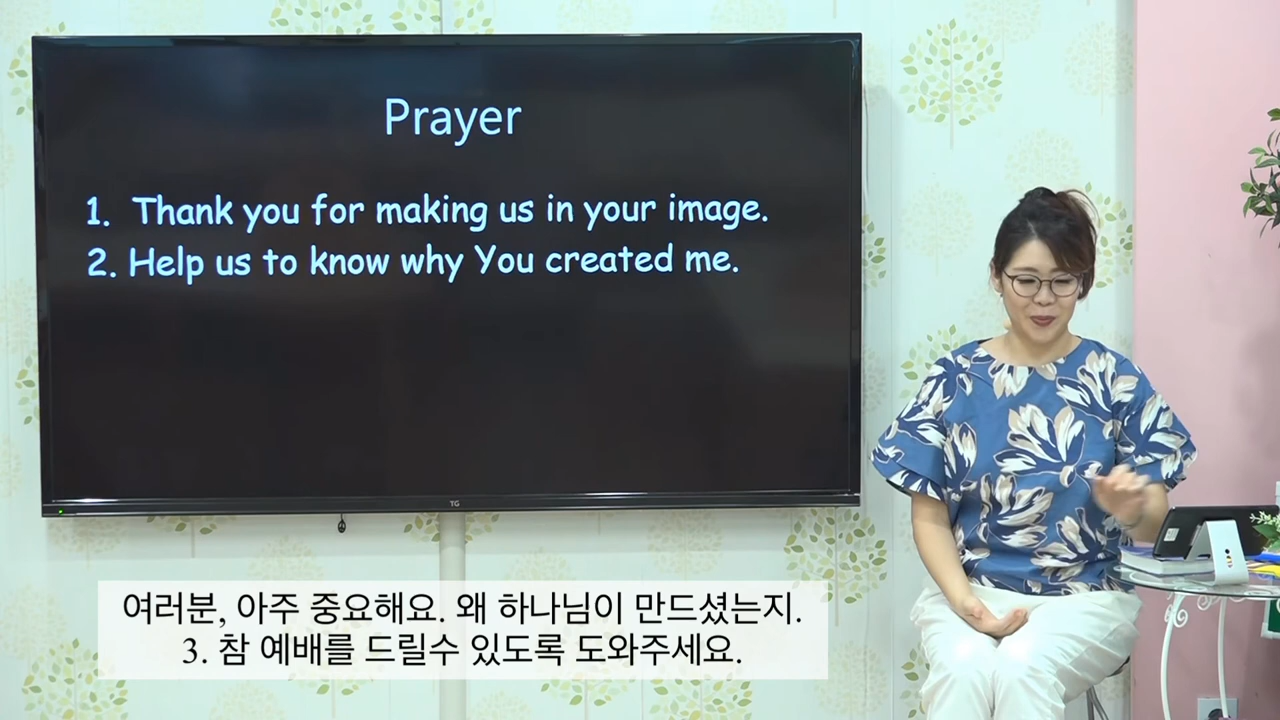 Prayer
1. Thank you for making us in your image.
2. Help us to know why You created me.
TG
여러분, 아주 중요해요. 왜 하나님이 만드셨는지.
3. 참 예배를 드릴수 있도록 도와주세요.